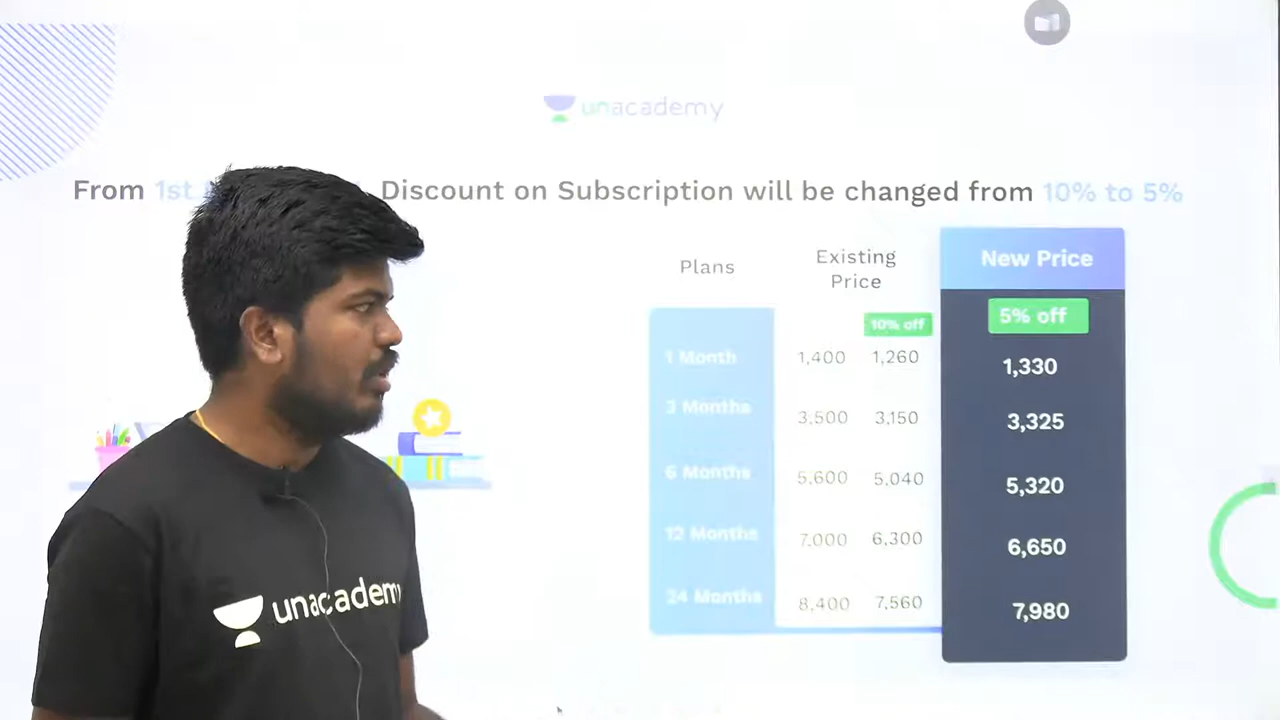 unacademy
From 1st Discount on Subscription will be changed from 10% to 5%
Plans Existing Price New Price
10% off 5% off
1 Month 1,400 1,260 1,330
3 Months 3,500 3,150 3,325
6 Months 5,600 5,040 5,320
12 Months 7,000 6,300 6,650
24 Months 8,400 7,560 7,980
unacademy